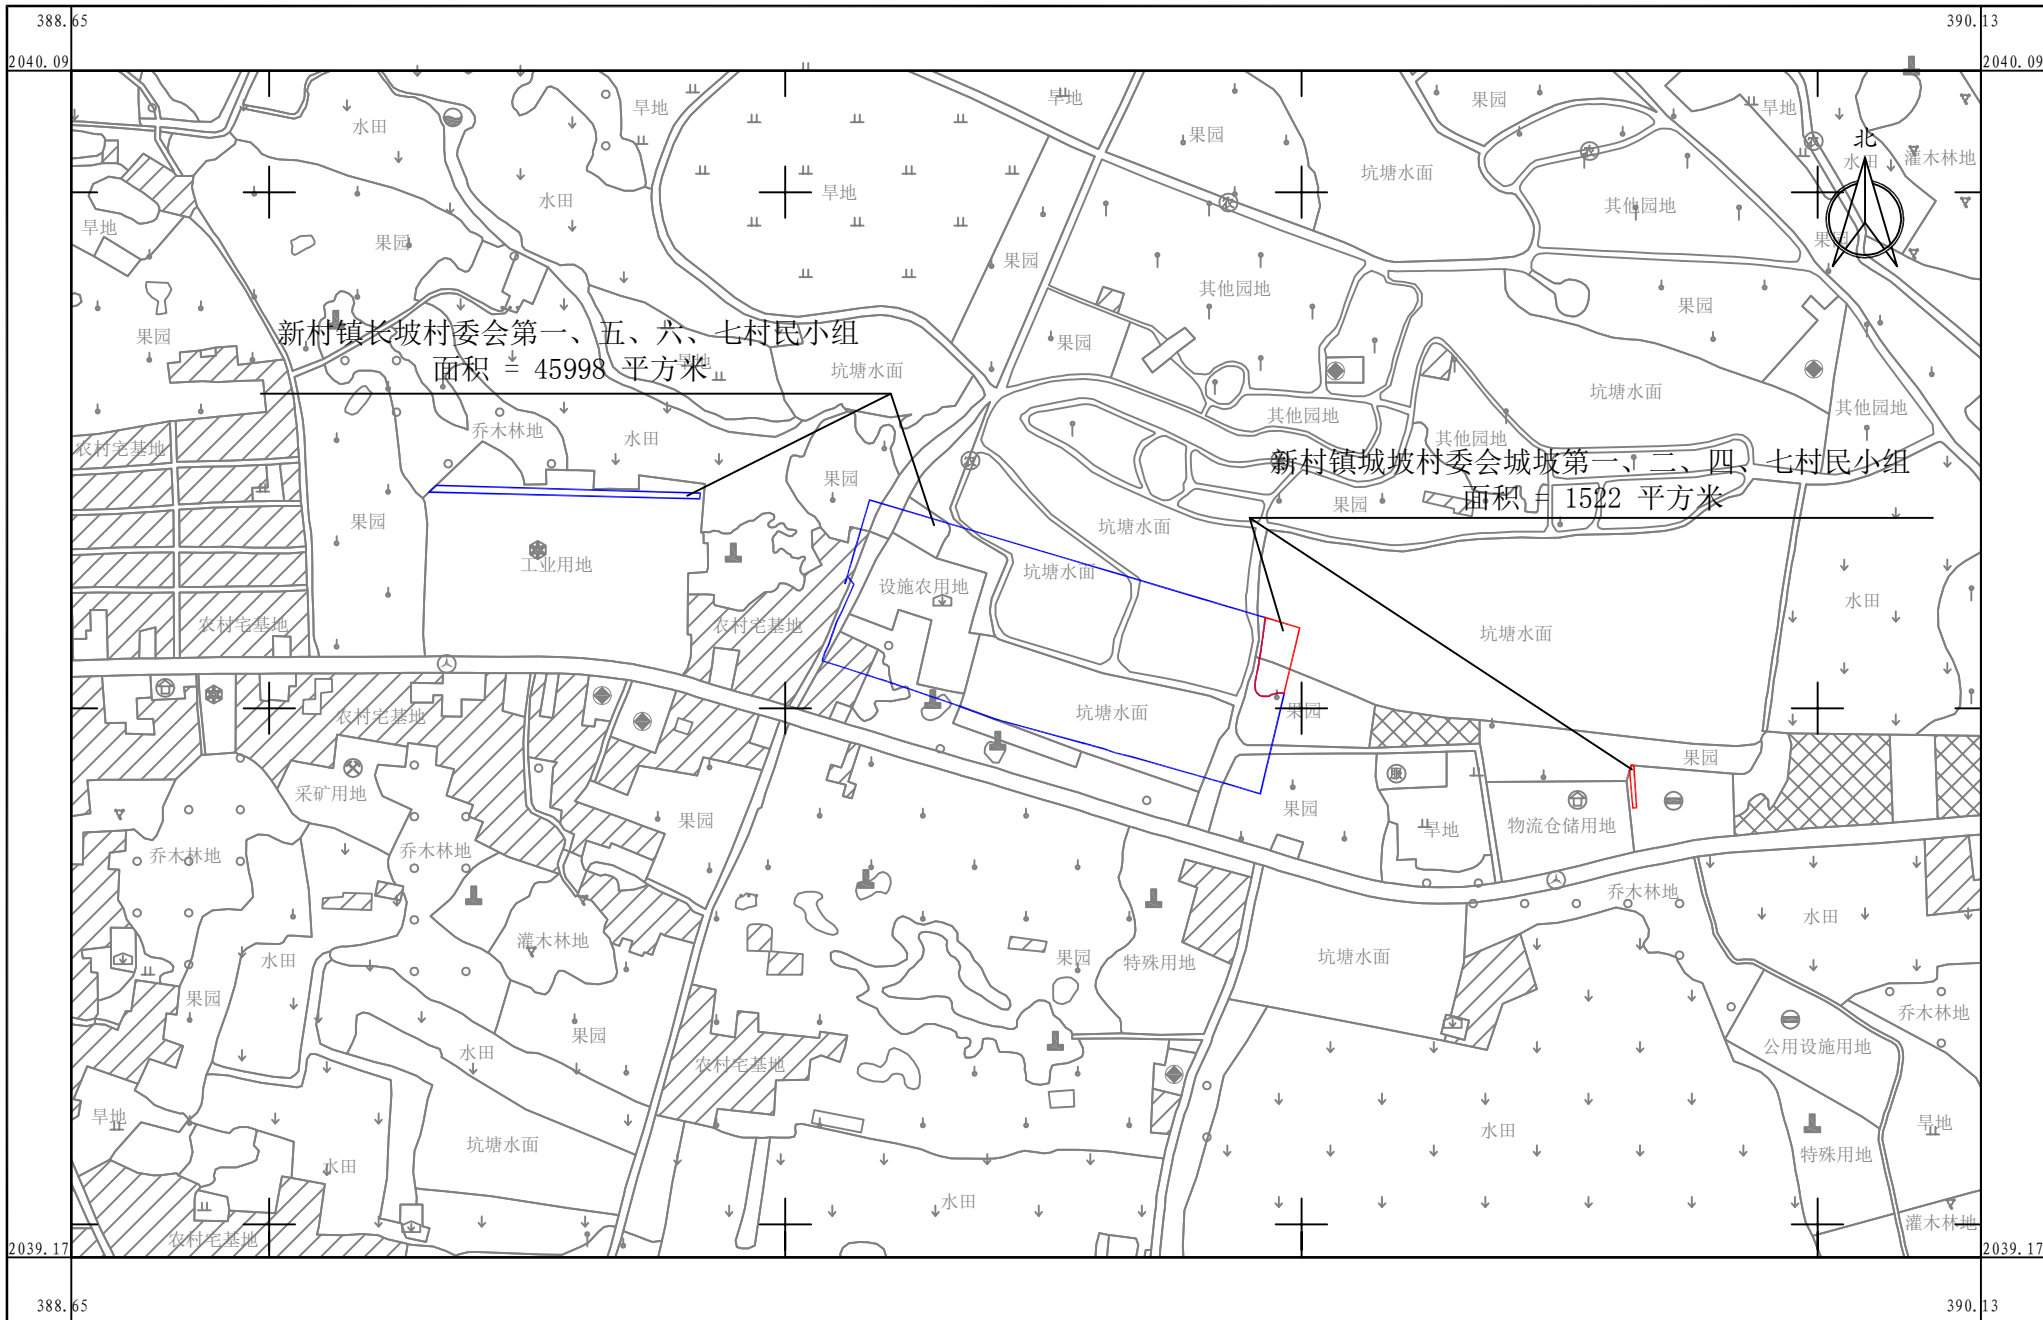 388.65
390.13
2040.09
2040.09
旱地
旱地
果园
旱地
水田
果园
北
水田
灌木林地
坑塘水面
旱地
水田
其他园地
旱地
果园
果园
果园
其他园地
果园
果园
新村镇长坡村委会第一、五、六、七村民小组
面积 = 45998 平方米
旱地
果园
坑塘水面
坑塘水面
其他园地
其他园地
其他园地
乔木林地
水田
农村宅基地
新村镇城坡村委会城坡第一、二、四、七村民小组
面积 = 1522 平方米
果园
果园
果园
坑塘水面
工业用地
坑塘水面
设施农用地
水田
农村宅基地
农村宅基地
坑塘水面
农村宅基地
坑塘水面
果园
果园
采矿用地
果园
果园
旱地
物流仓储用地
服
乔木林地
乔木林地
乔木林地
水田
灌木林地
水田
果园
特殊用地
坑塘水面
果园
乔木林地
果园
水田
公用设施用地
农村宅基地
旱地
坑塘水面
水田
旱地
水田
特殊用地
水田
灌木林地
农村宅基地
2039.17
2039.17
388.65
390.13